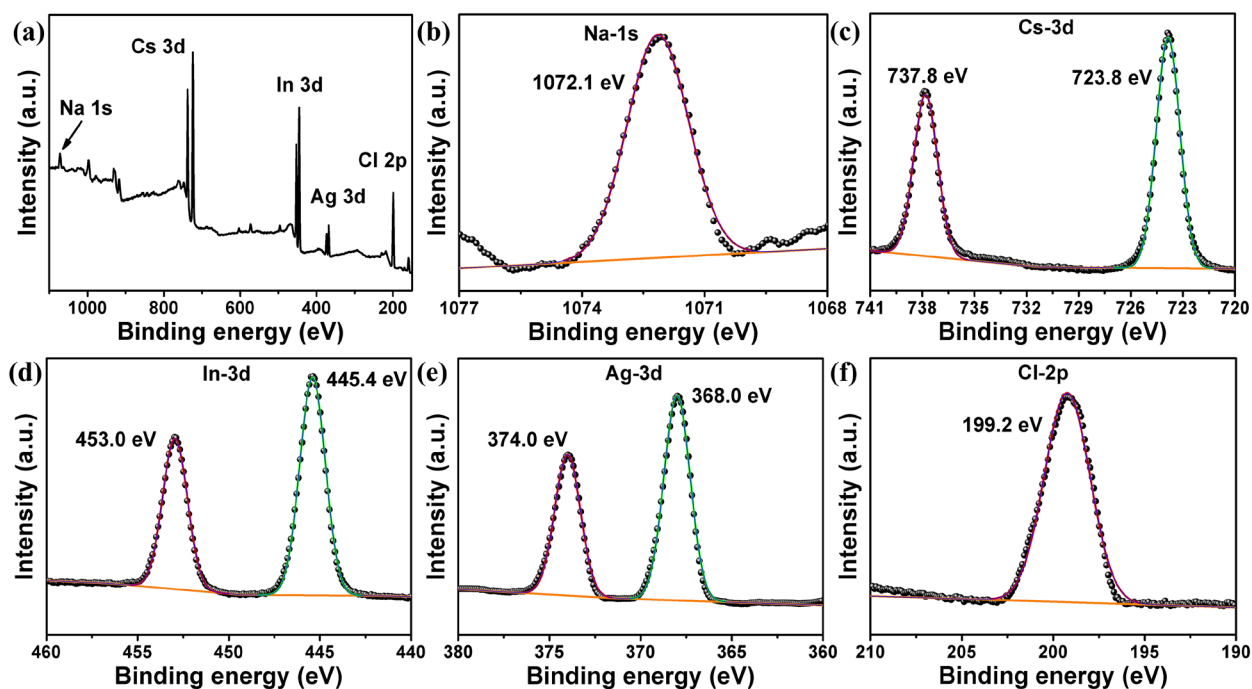 (a)
Cs 3d
In 3d
Na 1s
Cl 2p
Ag 3d
Intensity (a.u.)
1000 800 600 400 200
Binding energy (eV)
(b)
Na-1s
1072.1 eV
Intensity (a.u.)
1077 1074 1071 1068
Binding energy (eV)
(c)
Cs-3d
737.8 eV
723.8 eV
Intensity (a.u.)
741 738 735 732 729 726 723 720
Binding energy (eV)
(d)
In-3d
445.4 eV
453.0 eV
Intensity (a.u.)
460 455 450 445 440
Binding energy (eV)
(e)
Ag-3d
368.0 eV
374.0 eV
Intensity (a.u.)
380 375 370 365 360
Binding energy (eV)
(f)
Cl-2p
199.2 eV
Intensity (a.u.)
210 205 200 195 190
Binding energy (eV)